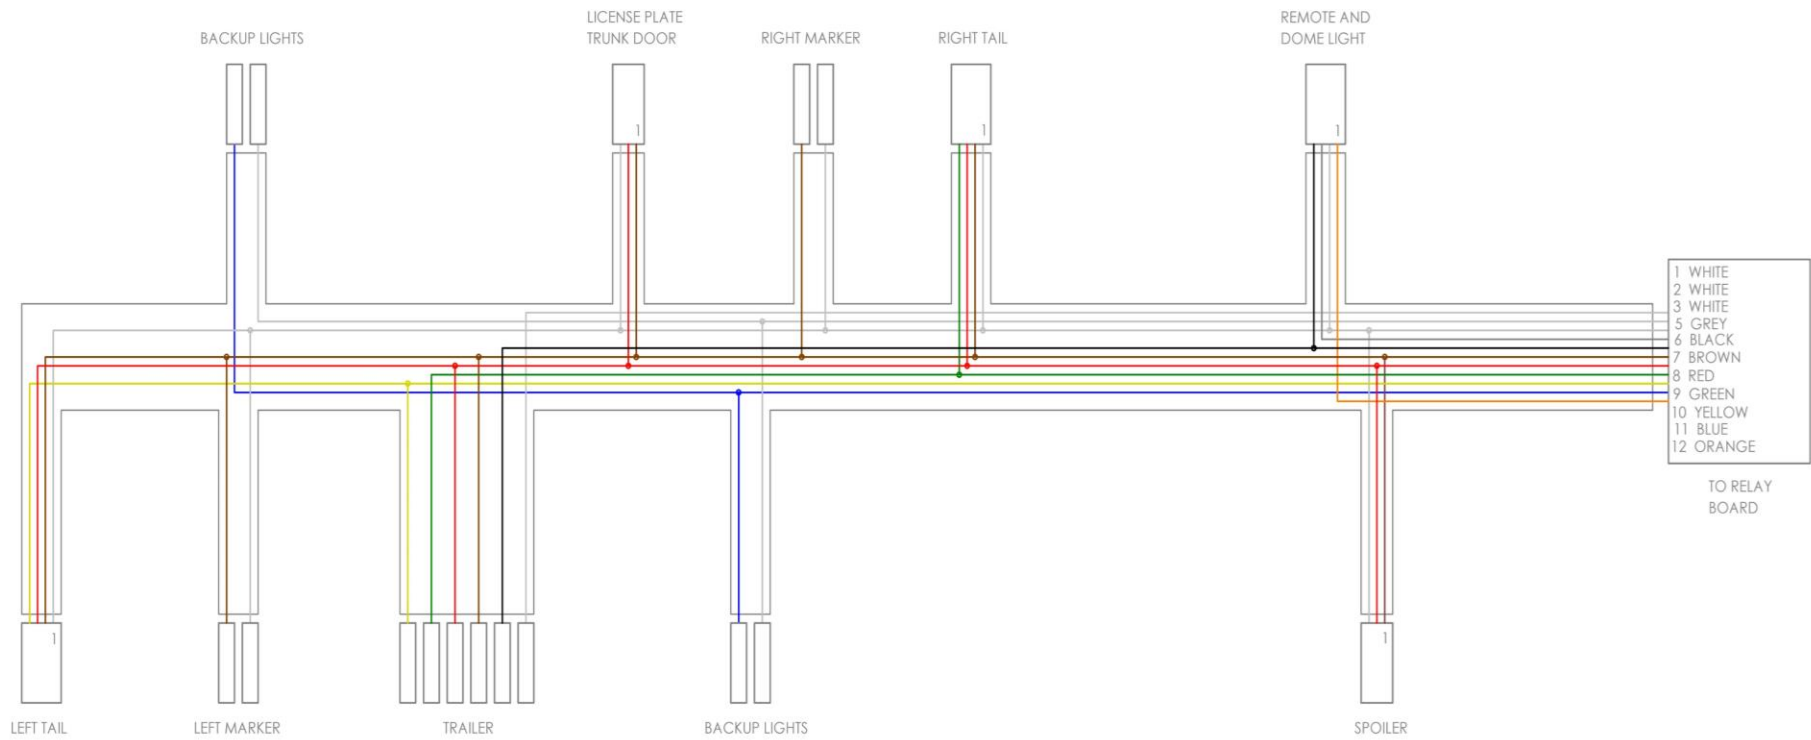 LICENSE PLATE
TRUNK DOOR
BACKUP LIGHTS
RIGHT MARKER
RIGHT TAIL
REMOTE AND
DOME LIGHT
1
1
1
1 WHITE
2 WHITE
3 WHITE
5 GREY
6 BLACK
7 BROWN
8 RED
9 GREEN
10 YELLOW
11 BLUE
12 ORANGE
TO RELAY
BOARD
1
1
LEFT TAIL
LEFT MARKER
TRAILER
BACKUP LIGHTS
SPOILER